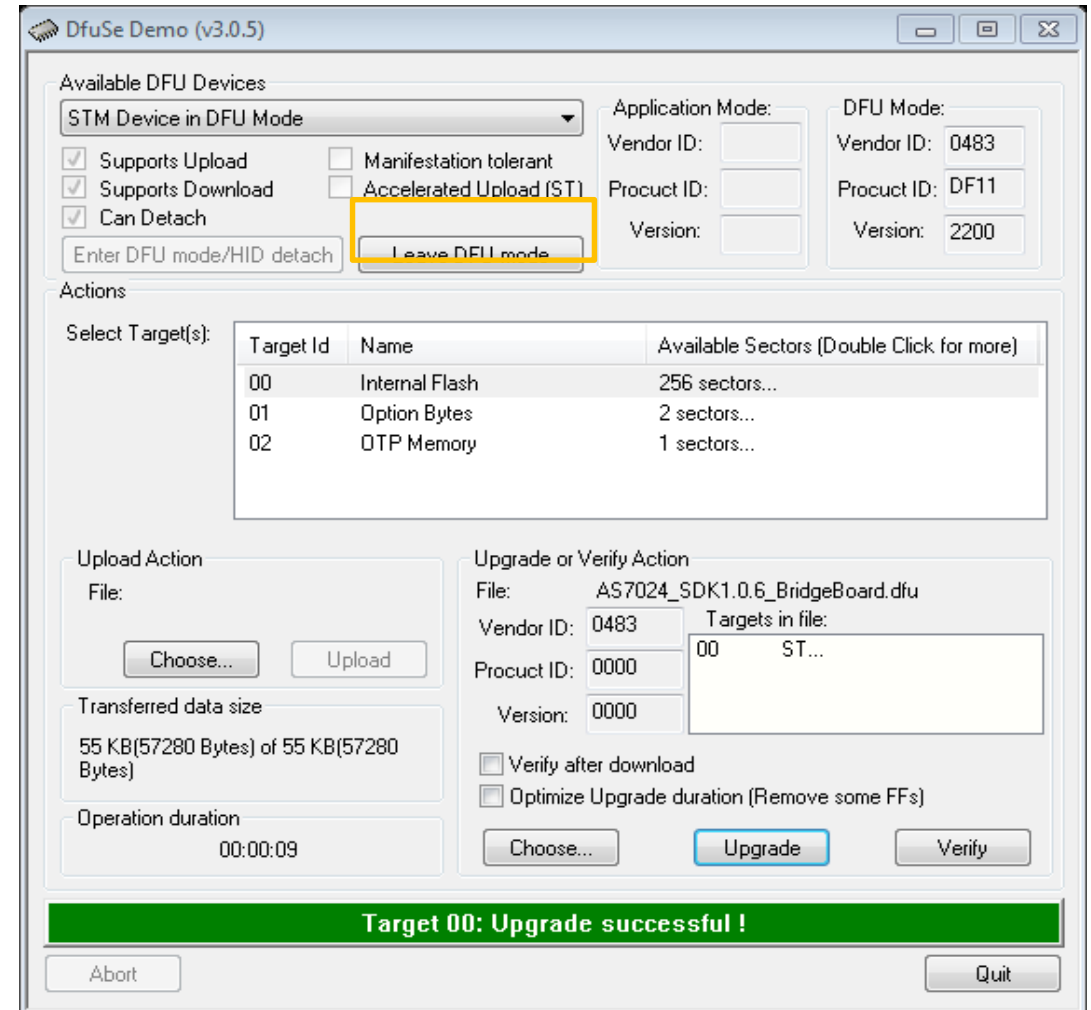 DfuSe Demo (v3.0.5)
Available DFU Devices
STM Device in DFU Mode
Supports Upload
Manifestation tolerant
Supports Download
Accelerated Upload (ST)
Can Detach
Enter DFU mode/HID detach
Leave DFU mode
Application Mode:
Vendor ID:
Procuct ID:
Version:
DFU Mode:
Vendor ID: 0483
Procuct ID: DF11
Version: 2200
Actions
Select Target(s):
Target Id Name Available Sectors (Double Click for more)
00 Internal Flash 256 sectors...
01 Option Bytes 2 sectors...
02 OTP Memory 1 sectors...
Upload Action
File:
Choose... Upload
Transferred data size
55 KB(57280 Bytes) of 55 KB(57280
Bytes)
Operation duration
00:00:09
Upgrade or Verify Action
File: AS7024_SDK1.0.6_BridgeBoard.dfu
Vendor ID: 0483
Procuct ID: 0000
Version: 0000
Targets in file:
00 ST...
Verify after download
Optimize Upgrade duration (Remove some FFs)
Choose... Upgrade Verify
Target 00: Upgrade successful !
Abort Quit